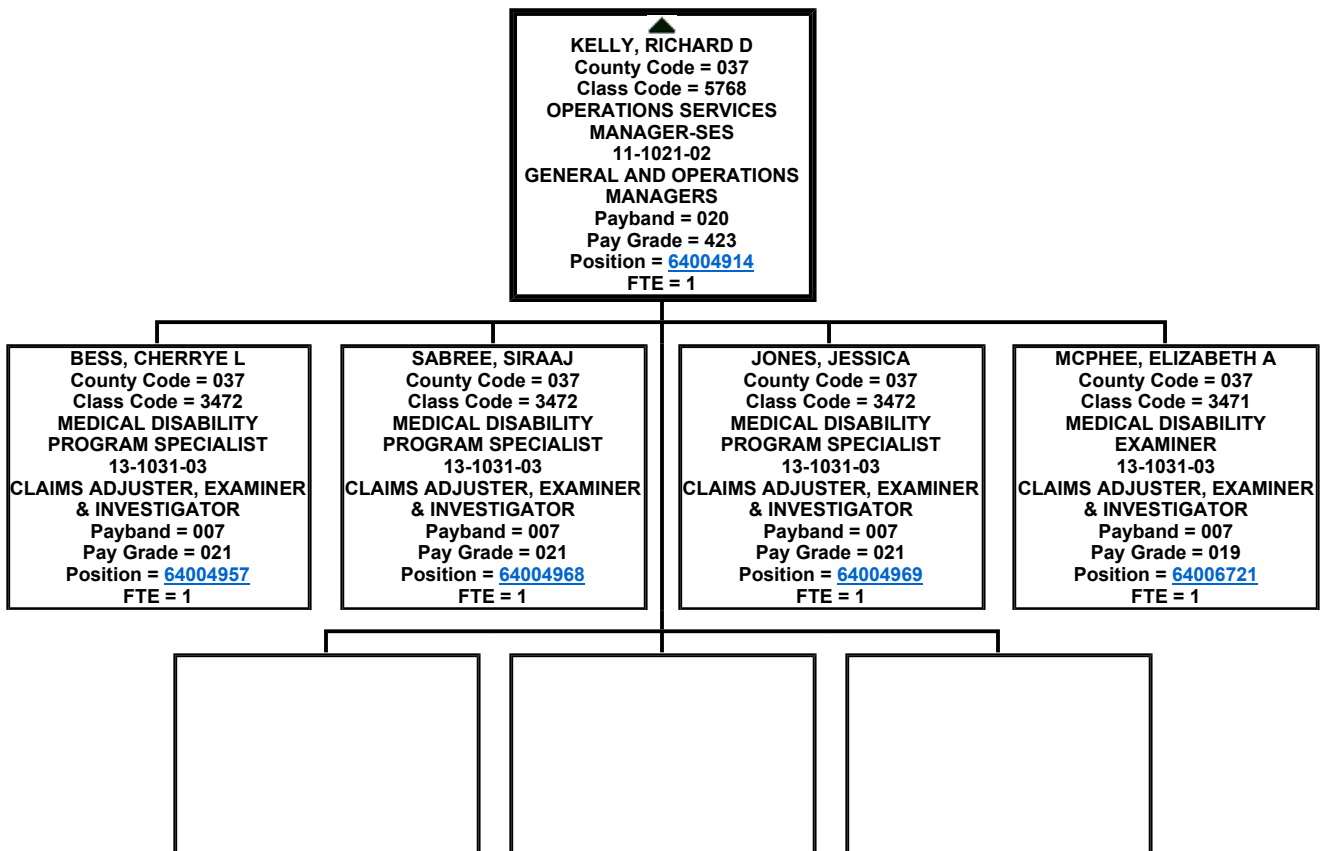 KELLY, RICHARD D
County Code = 037
Class Code = 5768
OPERATIONS SERVICES
MANAGER-SES
11-1021-02
GENERAL AND OPERATIONS
MANAGERS
Payband = 020
Pay Grade = 423
Position = 64004914
FTE = 1
BESS, CHERRYE L
County Code = 037
Class Code = 3472
MEDICAL DISABILITY
PROGRAM SPECIALIST
13-1031-03
CLAIMS ADJUSTER, EXAMINER
& INVESTIGATOR
Payband = 007
Pay Grade = 021
Position = 64004957
FTE = 1
SABREE, SIRAAJ
County Code = 037
Class Code = 3472
MEDICAL DISABILITY
PROGRAM SPECIALIST
13-1031-03
CLAIMS ADJUSTER, EXAMINER
& INVESTIGATOR
Payband = 007
Pay Grade = 021
Position = 64004968
FTE = 1
JONES, JESSICA
County Code = 037
Class Code = 3472
MEDICAL DISABILITY
PROGRAM SPECIALIST
13-1031-03
CLAIMS ADJUSTER, EXAMINER
& INVESTIGATOR
Payband = 007
Pay Grade = 021
Position = 64004969
FTE = 1
MCPHEE, ELIZABETH A
County Code = 037
Class Code = 3471
MEDICAL DISABILITY
EXAMINER
13-1031-03
CLAIMS ADJUSTER, EXAMINER
& INVESTIGATOR
Payband = 007
Pay Grade = 019
Position = 64006721
FTE = 1